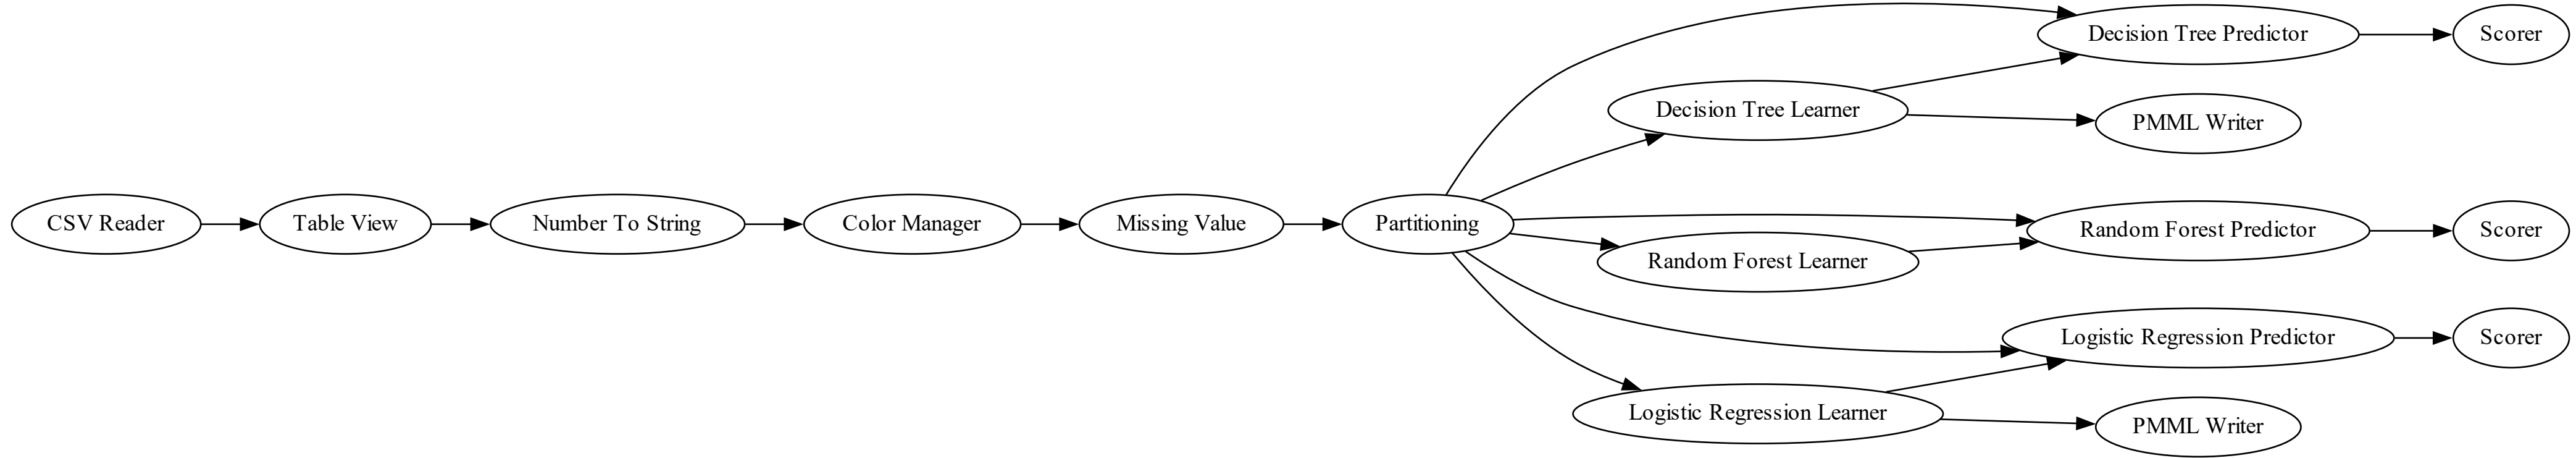 CSV Reader
Table View
Number To String
Color Manager
Missing Value
Partitioning
Decision Tree Predictor
Scorer
Decision Tree Learner
PMML Writer
Random Forest Predictor
Scorer
Random Forest Learner
Logistic Regression Predictor
Scorer
Logistic Regression Learner
PMML Writer